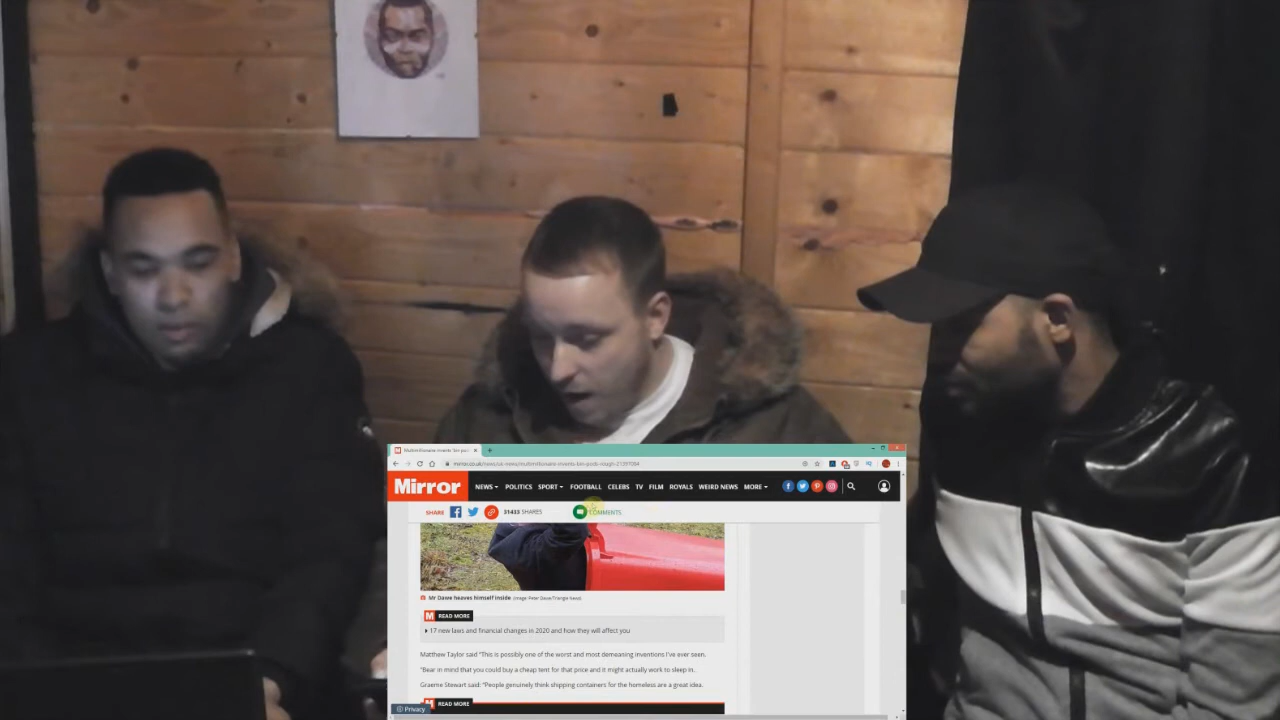 Mirror
NEWS POLITICS SPORT FOOTBALL CELEBS TV FILM ROYALS WEIRD NEWS MORE
SHARE 31433 SHARES COMMENTS
Mr Dawe heaves himself inside
READ MORE
17 new laws and financial changes in 2020 and how they will affect you
Matthew Taylor said "This is possibly one of the worst and most demeaning inventions I've ever seen.
"Bear in mind that you could buy a cheap tent for that price and it might actually work to sleep in.
Graeme Stewart said: "People genuinely think shipping containers for the homeless are a great idea.
READ MORE
Privacy